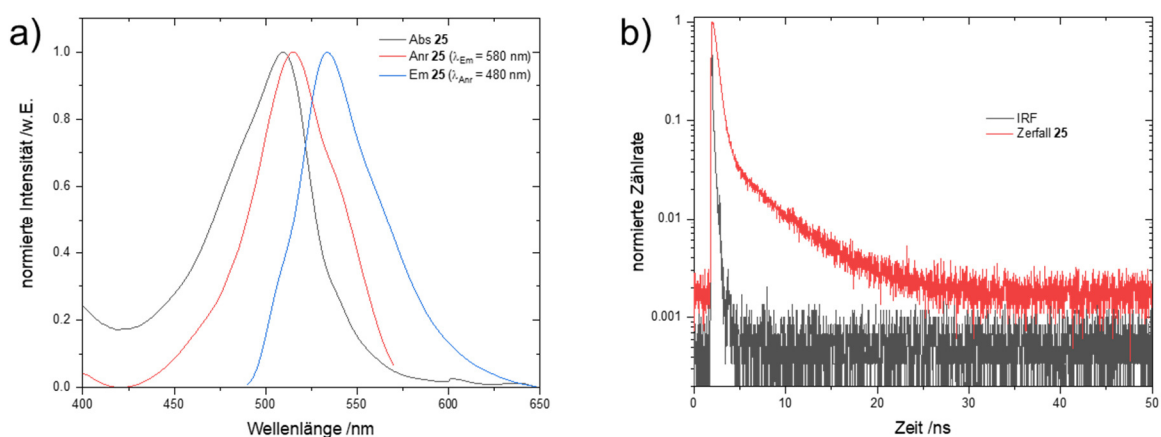 a)
normierte Intensität /w.E.
1.0
0.8
0.6
0.4
0.2
0.0
400
450
500
550
600
650
Wellenlänge /nm
Abs 25
Anr 25 (λEm = 580 nm)
Em 25 (λAnr = 480 nm)
b)
normierte Zählrate
1
0.1
0.01
0.001
0
10
20
30
40
50
Zeit /ns
IRF
Zerfall 25